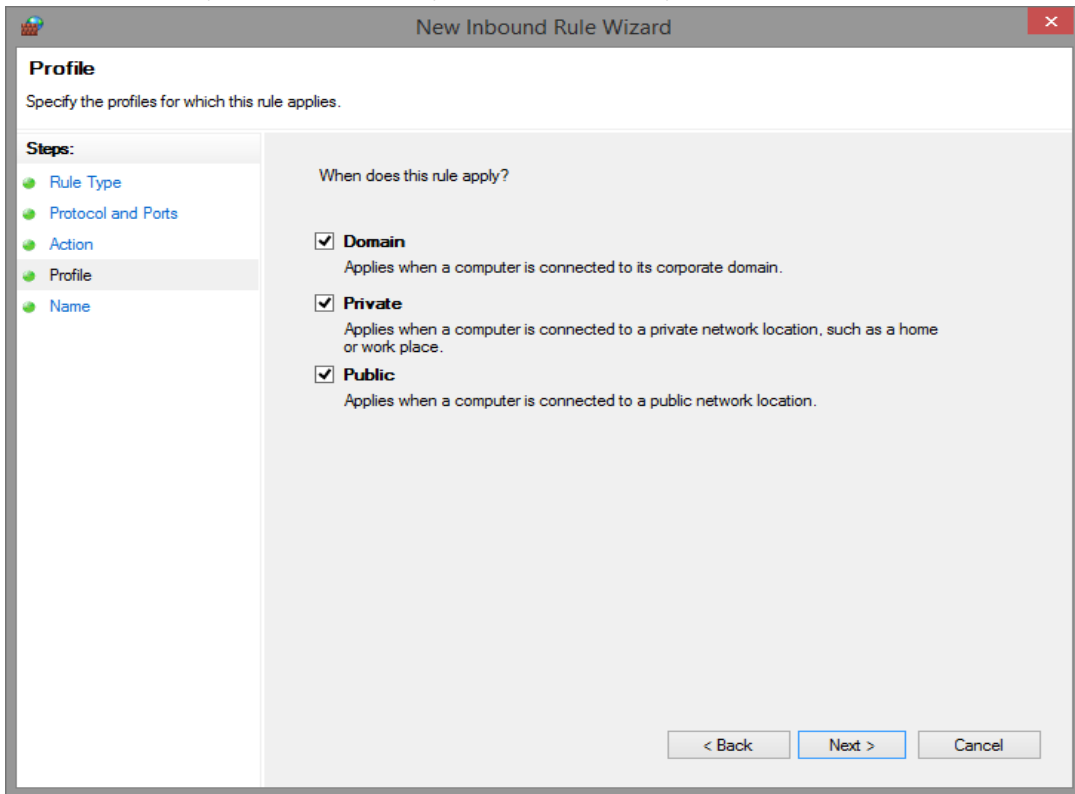 New Inbound Rule Wizard
Profile
Specify the profiles for which this rule applies.
Steps:
Rule Type
Protocol and Ports
Action
Profile
Name
When does this rule apply?
Domain
Applies when a computer is connected to its corporate domain.
Private
Applies when a computer is connected to a private network location, such as a home
or work place.
Public
Applies when a computer is connected to a public network location.
< Back
Next >
Cancel